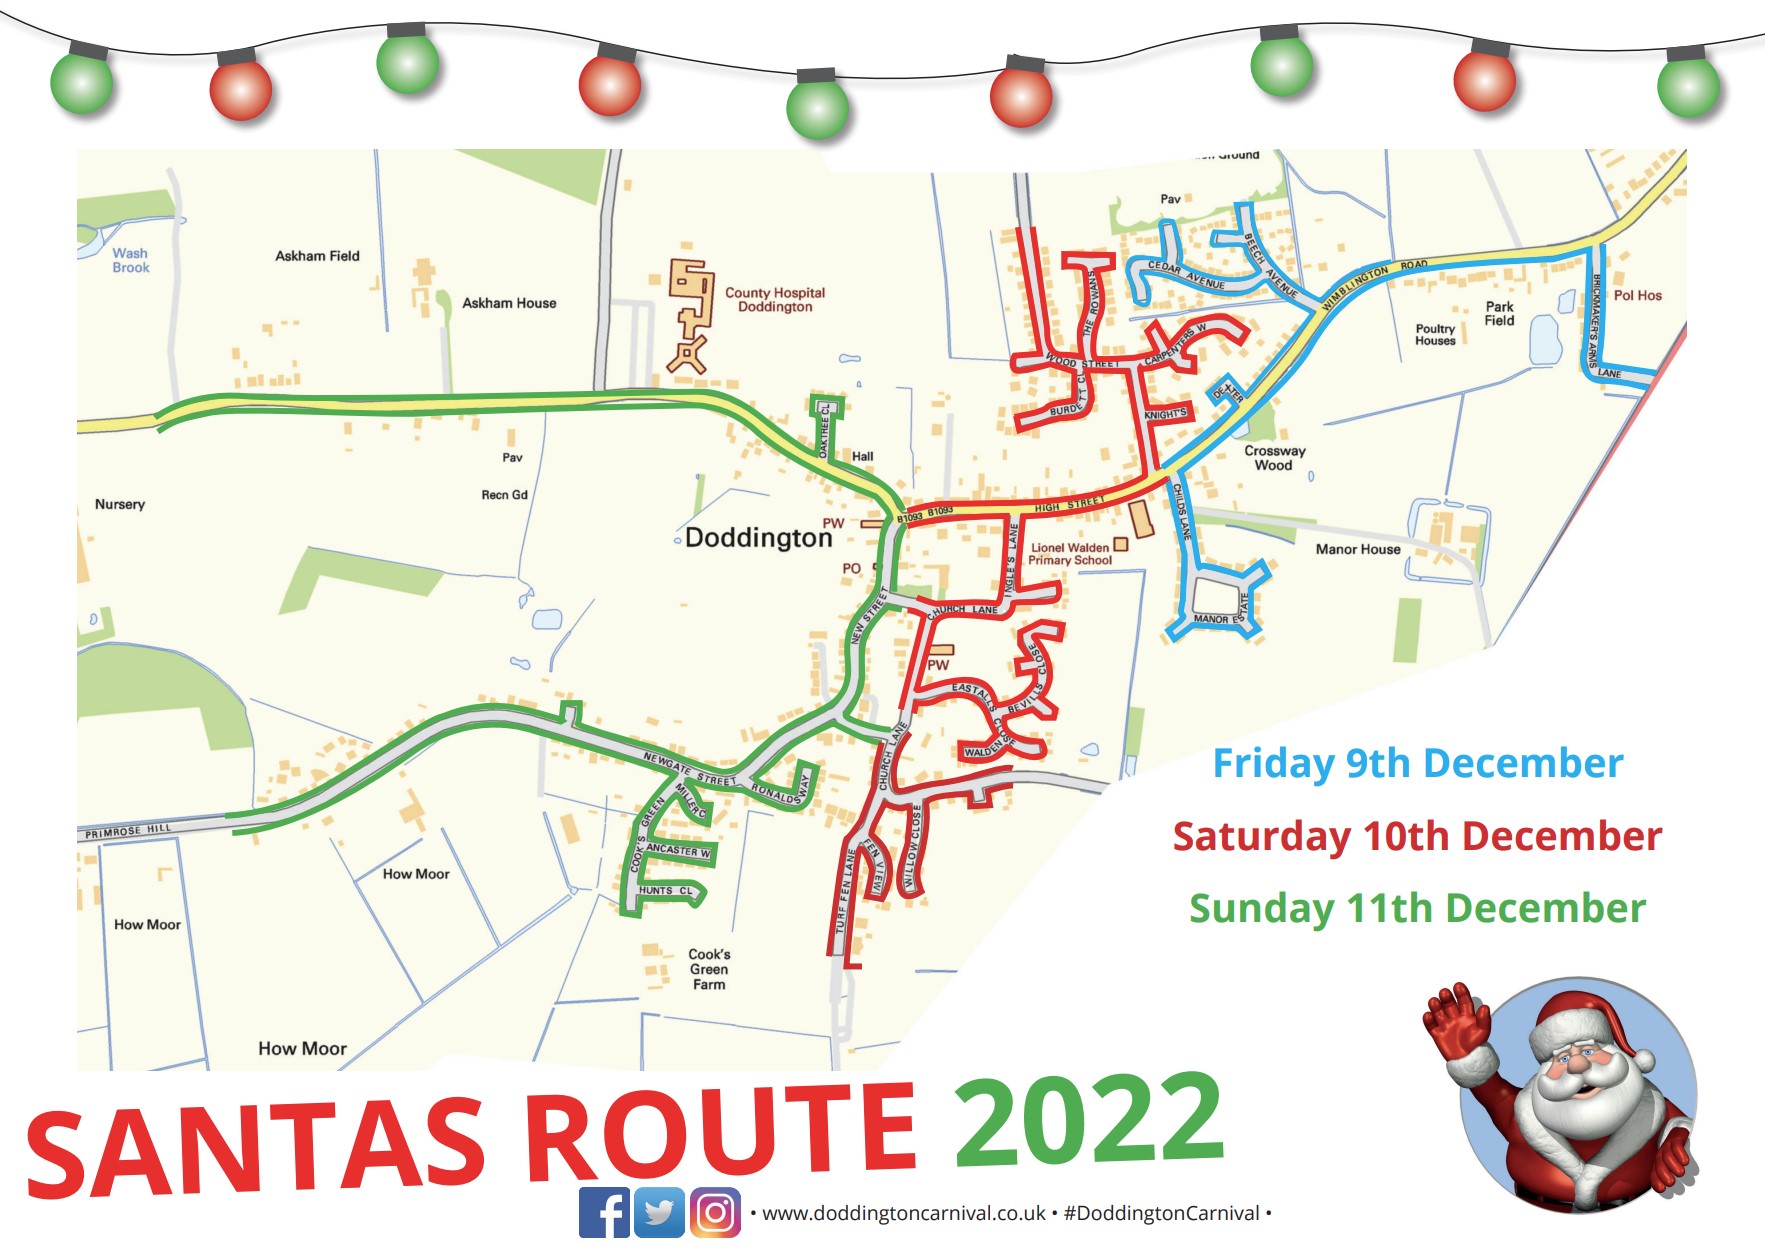 on Ground
Pav
Wash
Brook
Askham Field
Askham House
County Hospital
Doddington
THE ROWANS
CEDAR AVENUE
BEECH AVENUE
WIMBLINGTON ROAD
BRICKMAKER'S ARMS
LANE
Pol Hos
Park
Field
Poultry
Houses
WOOD STREET
CARPENTERS W
BURDETT CL
KNIGHT'S
DEXTER
OAKTREE CL
Hall
Crossway
Wood
Pav
Recn Gd
Nursery
PW
B1093 B1093
HIGH STREET
CHILDS LANE
Doddington
PO
INGLE'S LANE
Lionel Walden
Primary School
Manor House
NEW STREET
CHURCH LANE
MANOR ESTATE
PW
EASTALLS CLOSE
BEVILLS CLOSE
WALDEN
CHURCH LANE
NEWGATE STREET
RONALDSWAY
MILLER C
COOK'S GREEN
ANCASTER W
HUNTS CL
PRIMROSE HILL
FEN VIEW
WILLOW CLOSE
TURF FEN LANE
How Moor
How Moor
Cook's
Green
Farm
How Moor
Friday 9th December
Saturday 10th December
Sunday 11th December
SANTAS ROUTE 2022
• www.doddingtoncarnival.co.uk • #DoddingtonCarnival •